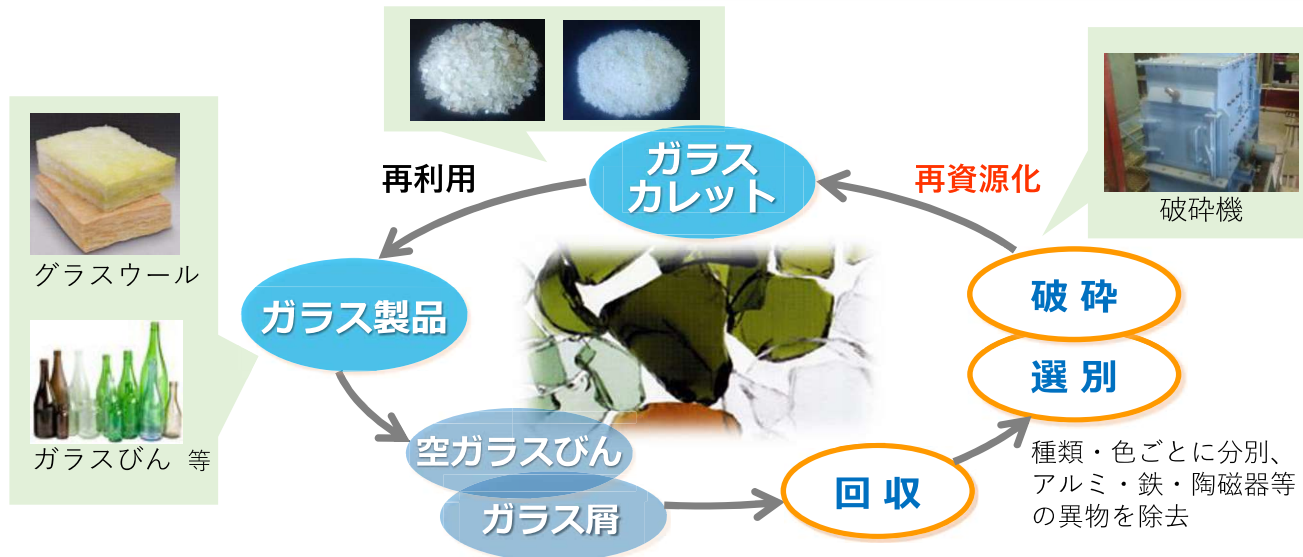 ガラス
カレット
再利用
再資源化
破砕機
グラスウール
ガラス製品
破 砕
選 別
ガラスびん 等
空ガラスびん
ガラス屑
回 収
種類・色ごとに分別、
アルミ・鉄・陶磁器等
の異物を除去